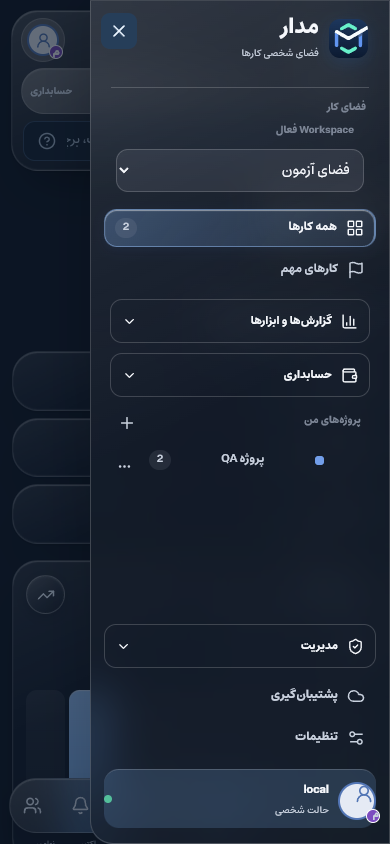 مدار
فضای شخصی کارها
فضای کار
Workspace فعال
فضای آزمون
همه کارها
2
کارهای مهم
گزارش‌ها و ابزارها
حسابداری
پروژه‌های من
پروژه QA
2
...
مدیریت
پشتیبان‌گیری
تنظیمات
local
حالت شخصی
م
م
حسابداری